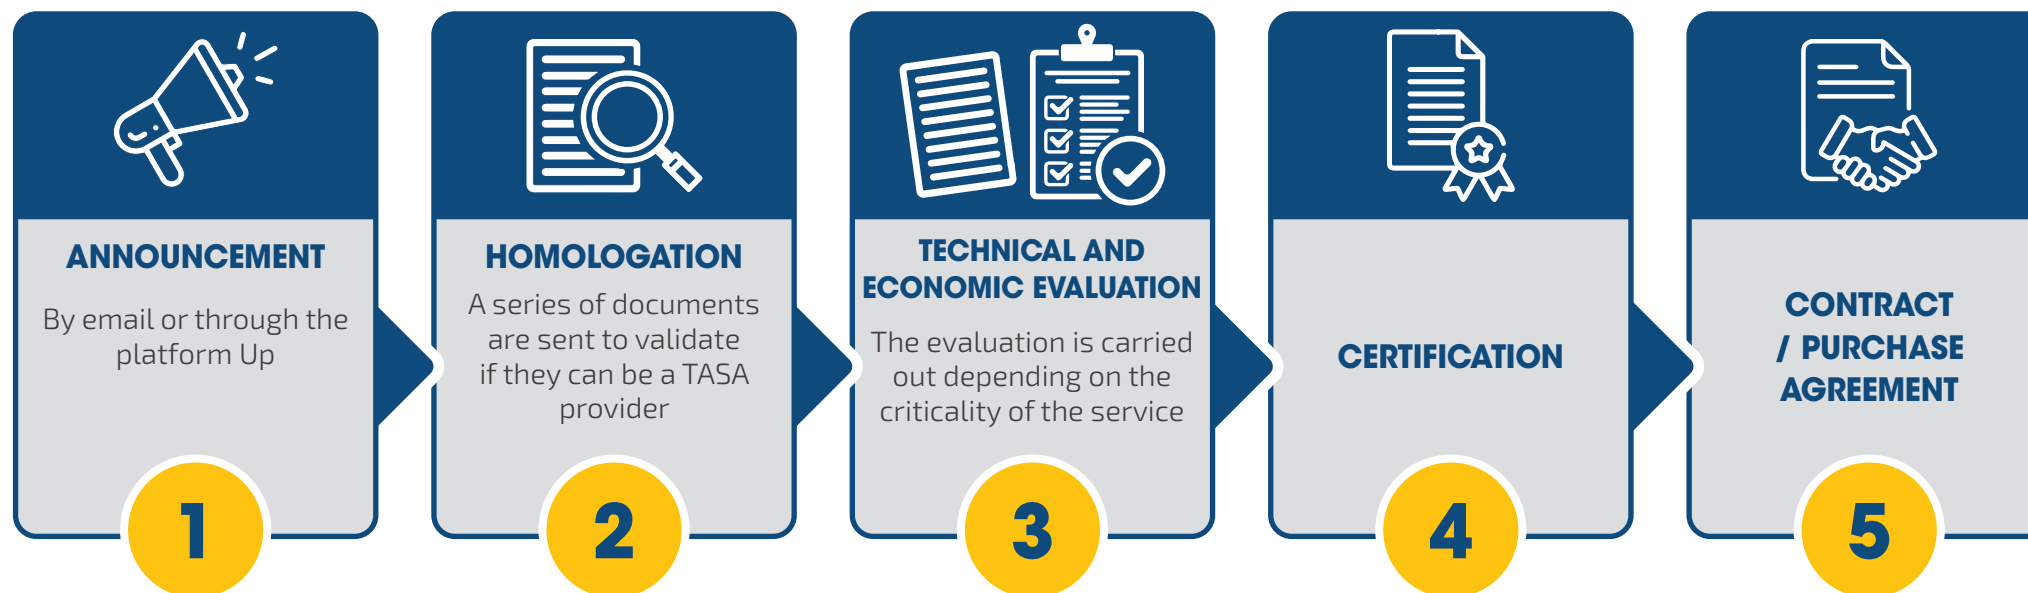 ANNOUNCEMENT
By email or through the
platform Up
1
HOMOLOGATION
A series of documents
are sent to validate
if they can be a TASA
provider
2
TECHNICAL AND
ECONOMIC EVALUATION
The evaluation is carried
out depending on the
criticality of the service
3
CERTIFICATION
4
CONTRACT
/ PURCHASE
AGREEMENT
5